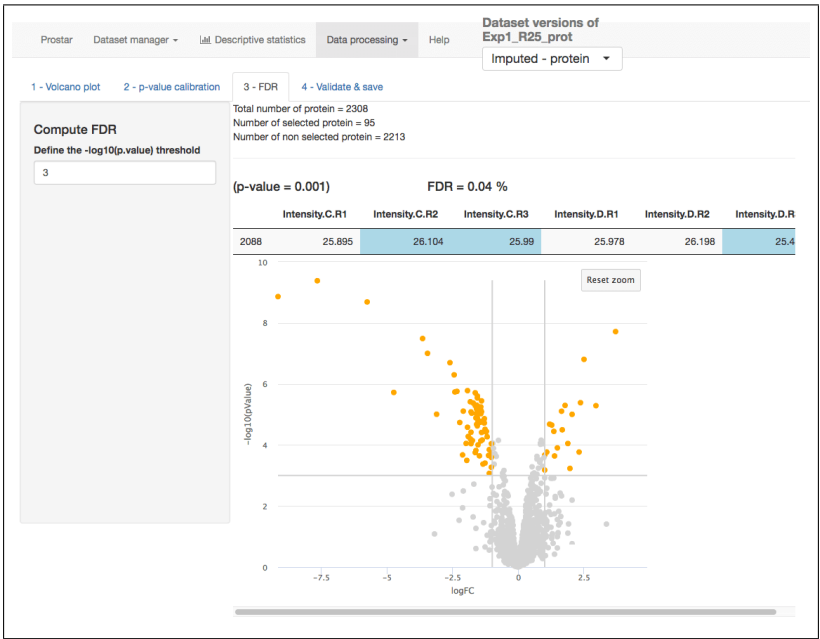 Dataset versions of
Exp1_R25_prot
Prostar Dataset manager Descriptive statistics Data processing Help
Imputed - protein
1 - Volcano plot 2 - p-value calibration 3 - FDR 4 - Validate & save
Total number of protein = 2308
Number of selected protein = 95
Number of non selected protein = 2213
Compute FDR
Define the -log10(p.value) threshold
3
(p-value = 0.001) FDR = 0.04 %
Intensity.C.R1 Intensity.C.R2 Intensity.C.R3 Intensity.D.R1 Intensity.D.R2 Intensity.D.R
2088 25.895 26.104 25.99 25.978 26.198 25.4
Reset zoom
10
8
6
4
2
0
-log10(pValue)
-7.5 -5 -2.5 0 2.5
logFC